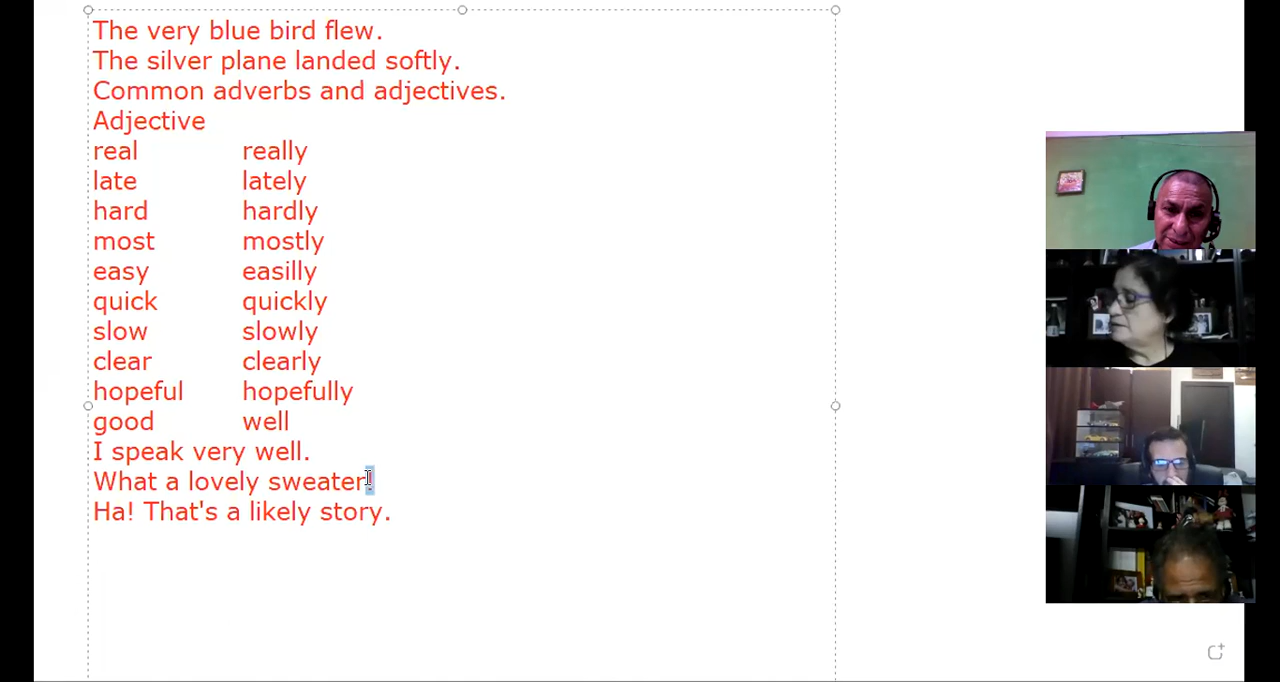 The very blue bird flew.
The silver plane landed softly.
Common adverbs and adjectives.
Adjective
real really
late lately
hard hardly
most mostly
easy easilly
quick quickly
slow slowly
clear clearly
hopeful hopefully
good well
I speak very well.
What a lovely sweater!
Ha! That's a likely story.